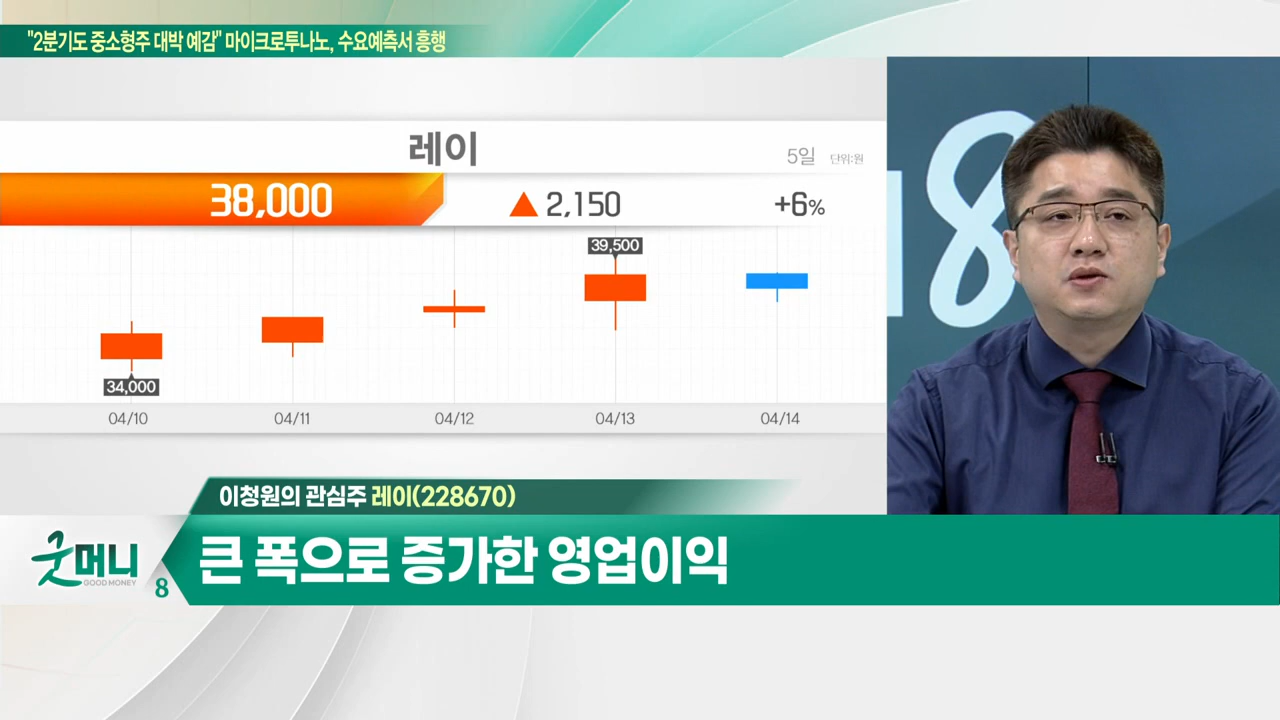 "2분기도 중소형주 대박 예감" 마이크로투나노, 수요예측서 흥행
레이
5일 단위:원
38,000 ▲ 2,150 +6%
39,500
34,000
04/10 04/11 04/12 04/13 04/14
8
이청원의 관심주 레이(228670)
굿머니
GOOD MONEY
8
큰 폭으로 증가한 영업이익